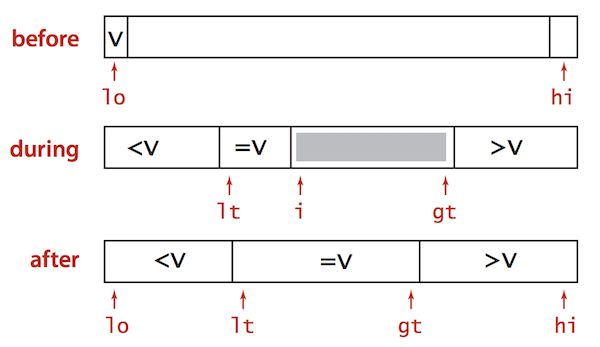 before v
lo hi
during <v =v >v
lt i gt
after <v =v >v
lo lt gt hi